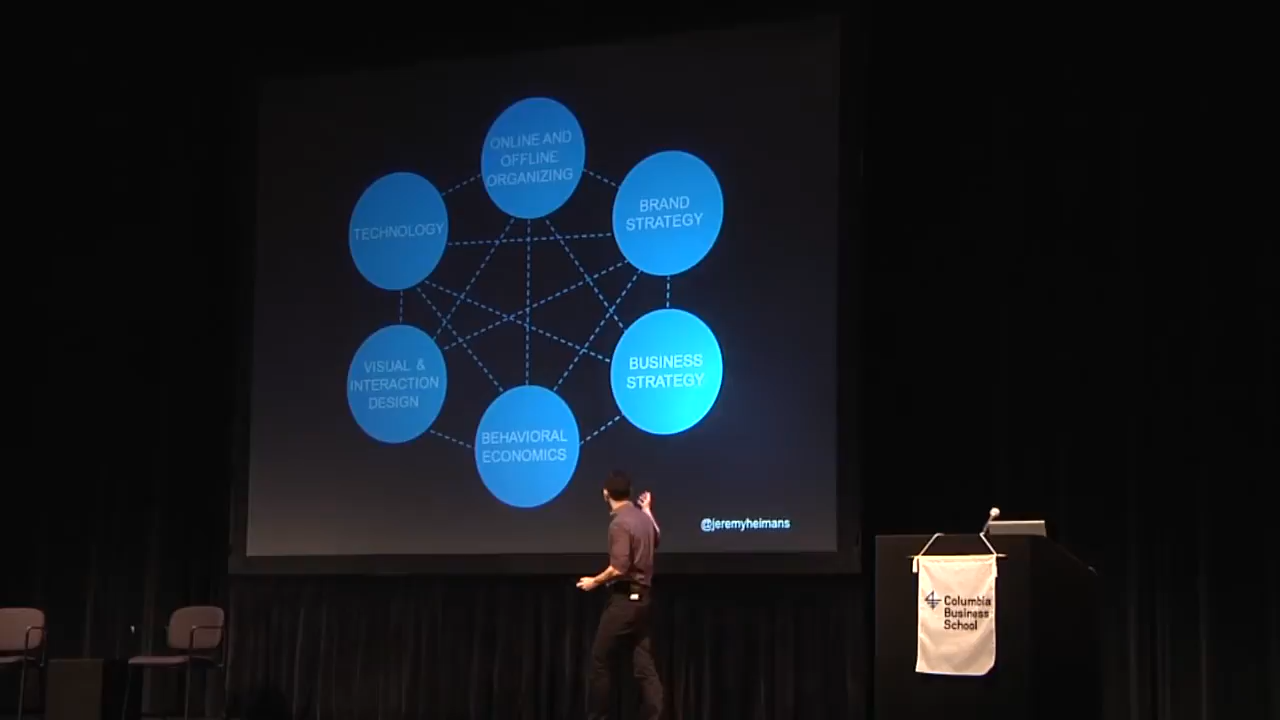 ONLINE AND
OFFLINE
ORGANIZING
BRAND
STRATEGY
TECHNOLOGY
BUSINESS
STRATEGY
VISUAL &
INTERACTION
DESIGN
BEHAVIORAL
ECONOMICS
@jeremyheimans
Columbia
Business
School